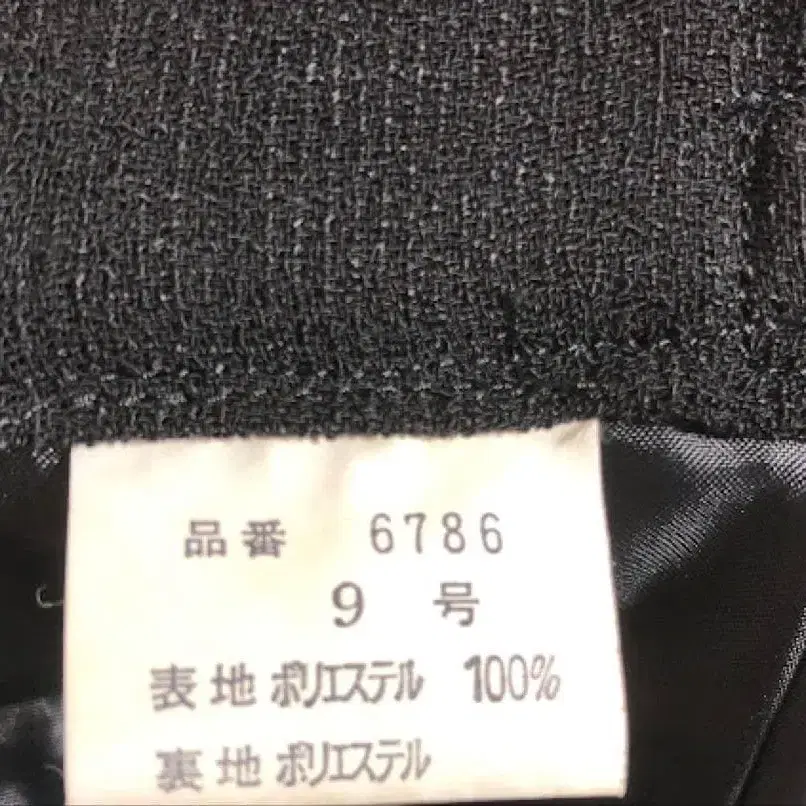 品番 6786
9 号
表地 ポリエステル 100%
裏地 ポリエステル